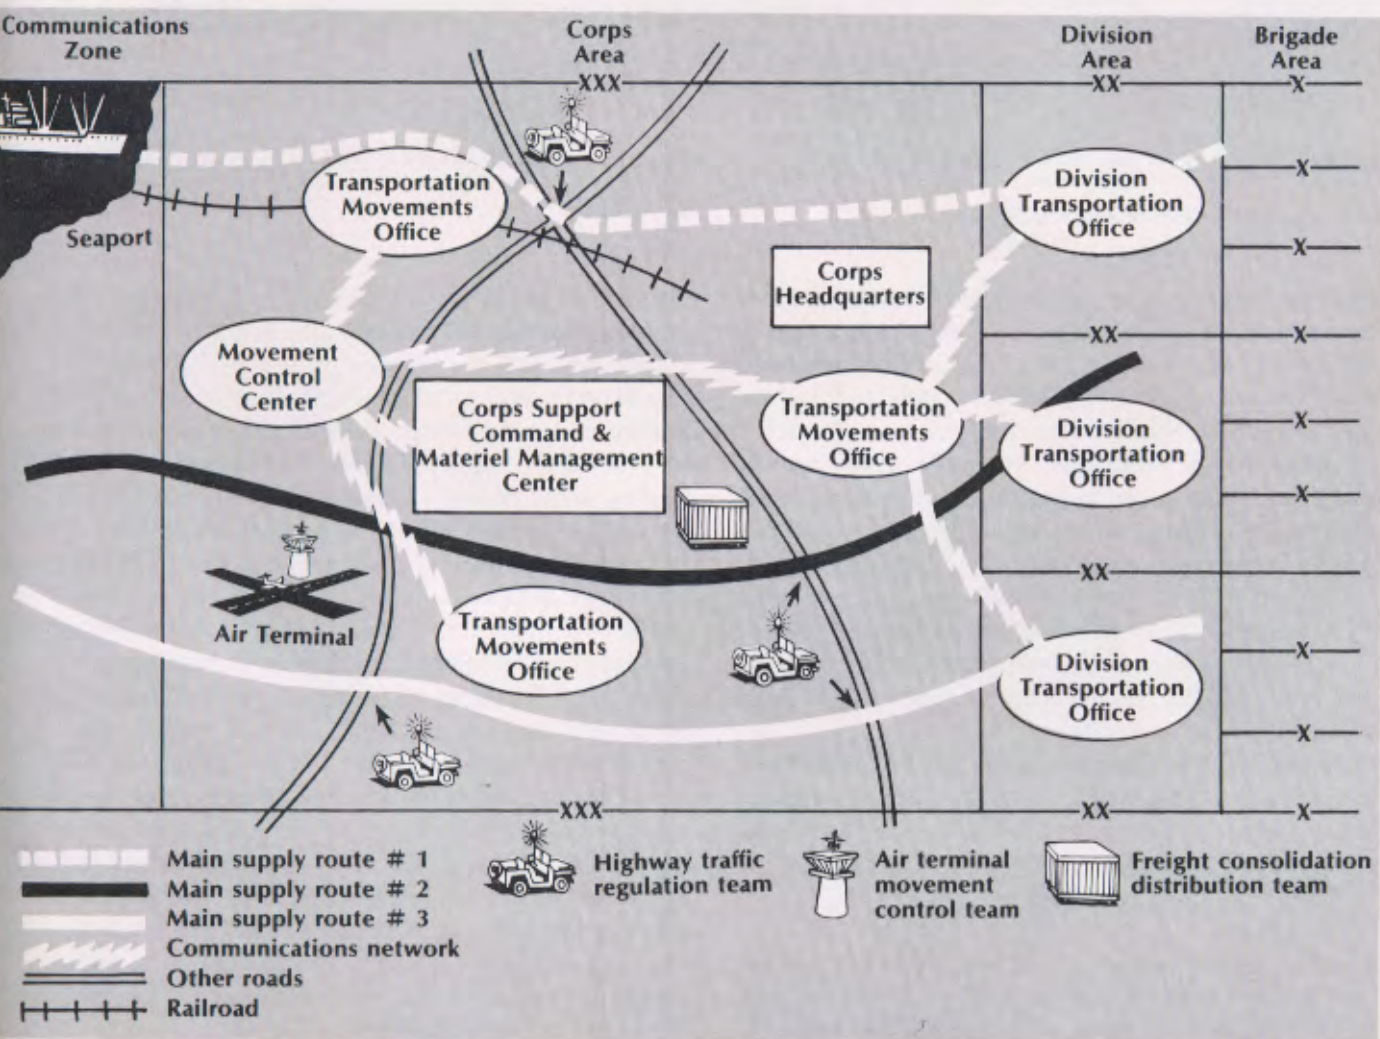 Communications
Zone
Corps
Area
Division
Area
Brigade
Area
XXX
XX
X
Transportation
Movements
Office
Division
Transportation
Office
X
Seaport
X
Corps
Headquarters
XX
X
Movement
Control
Center
Corps Support
Command &
Materiel Management
Center
Transportation
Movements
Office
Division
Transportation
Office
X
X
XX
Air Terminal
Transportation
Movements
Office
Division
Transportation
Office
X
X
XXX
XX
X
Main supply route # 1
Main supply route # 2
Main supply route # 3
Communications network
Other roads
Railroad
Highway traffic
regulation team
Air terminal
movement
control team
Freight consolidation
distribution team